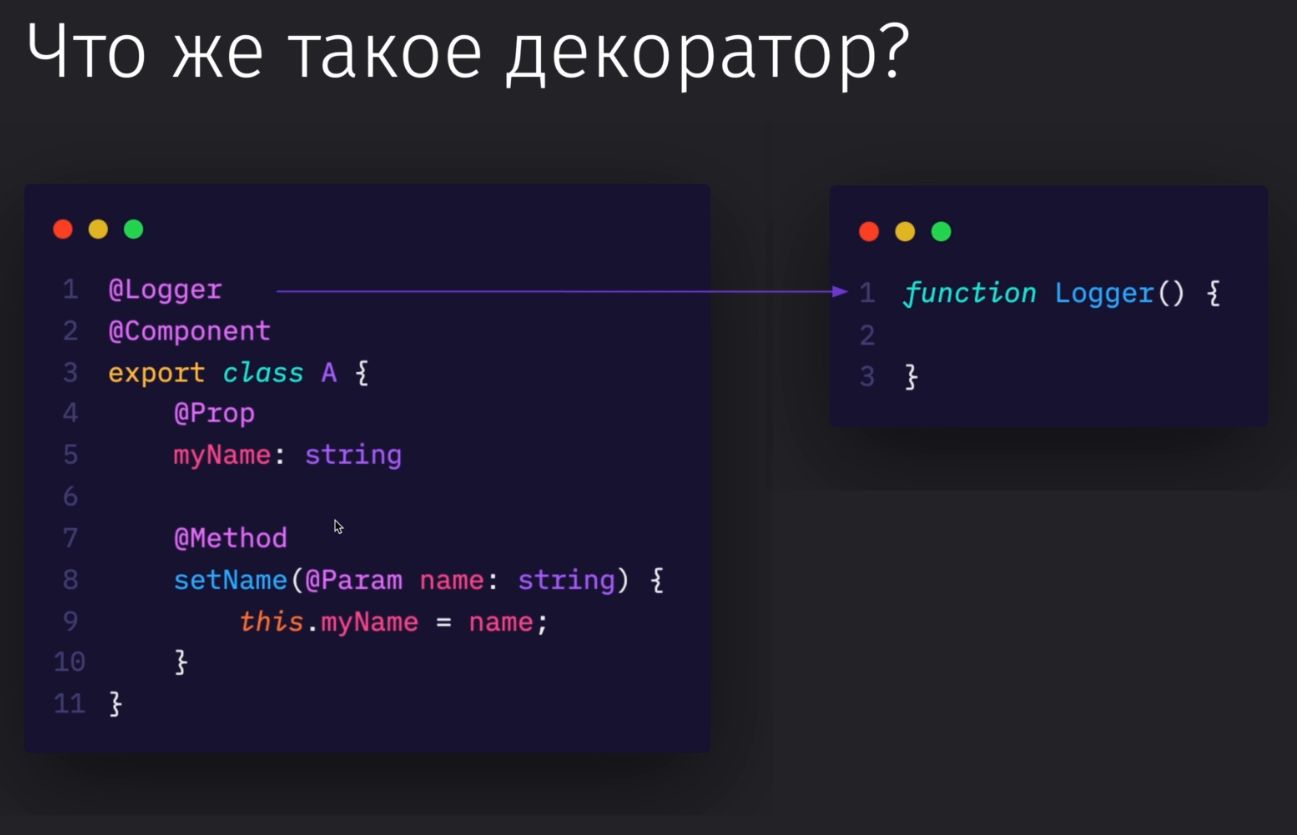 Что же такое декоратор?
1 @Logger
2 @Component
3 export class A {
4 @Prop
5 myName: string
6
7 @Method
8 setName(@Param name: string) {
9 this.myName = name;
10 }
11 }
1 function Logger() {
2
3 }